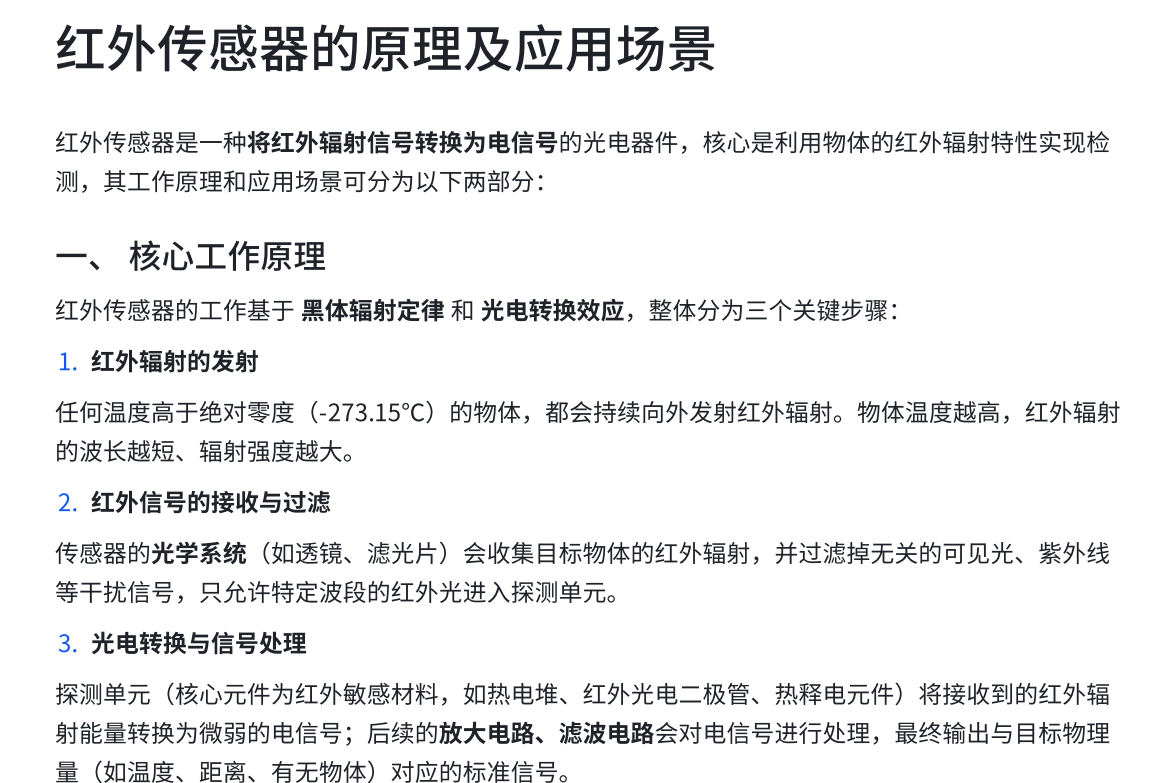 红外传感器的原理及应用场景
红外传感器是一种将红外辐射信号转换为电信号的光电器件，核心是利用物体的红外辐射特性实现检
测，其工作原理和应用场景可分为以下两部分：
一、 核心工作原理
红外传感器的工作基于 黑体辐射定律 和 光电转换效应，整体分为三个关键步骤：
1. 红外辐射的发射
任何温度高于绝对零度（-273.15℃）的物体，都会持续向外发射红外辐射。物体温度越高，红外辐射
的波长越短、辐射强度越大。
2. 红外信号的接收与过滤
传感器的光学系统（如透镜、滤光片）会收集目标物体的红外辐射，并过滤掉无关的可见光、紫外线
等干扰信号，只允许特定波段的红外光进入探测单元。
3. 光电转换与信号处理
探测单元（核心元件为红外敏感材料，如热电堆、红外光电二极管、热释电元件）将接收到的红外辐
射能量转换为微弱的电信号；后续的放大电路、滤波电路会对电信号进行处理，最终输出与目标物理
量（如温度、距离、有无物体）对应的标准信号。